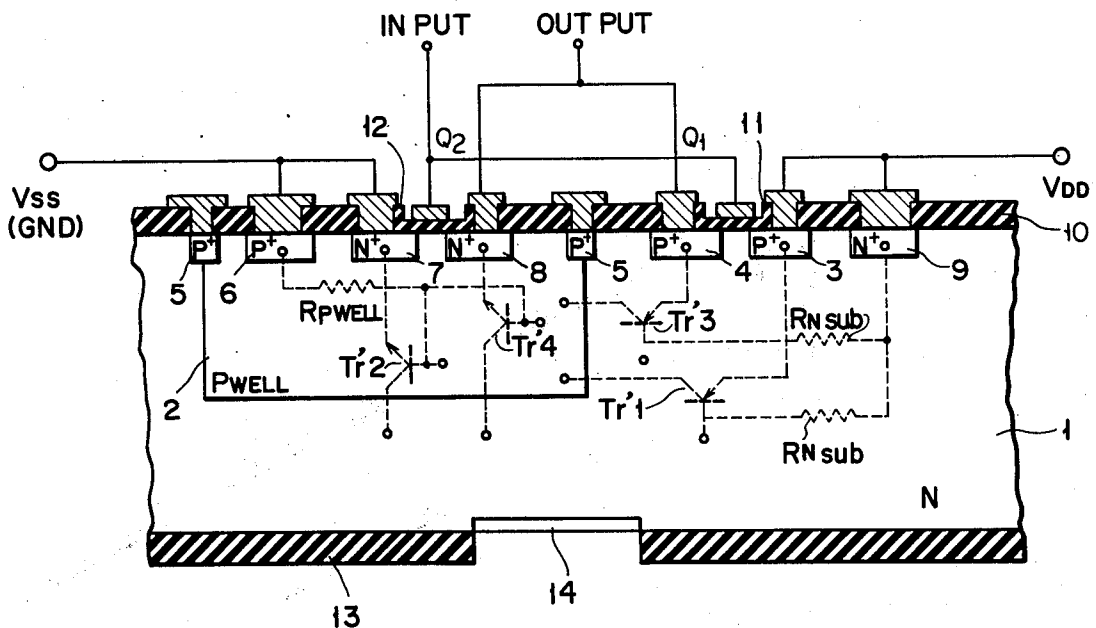 IN PUT OUT PUT
12 Q2 Q1 11
VSS
(GND)
VDD
10
P+ P+ N+ N+ P+ P+ P+ N+
5 6 7 8 5 4 3 9
RPWELL
Tr'4
Tr'3
RN sub
Tr'2
2
PWELL
Tr'1
RN sub
1
N
13
14